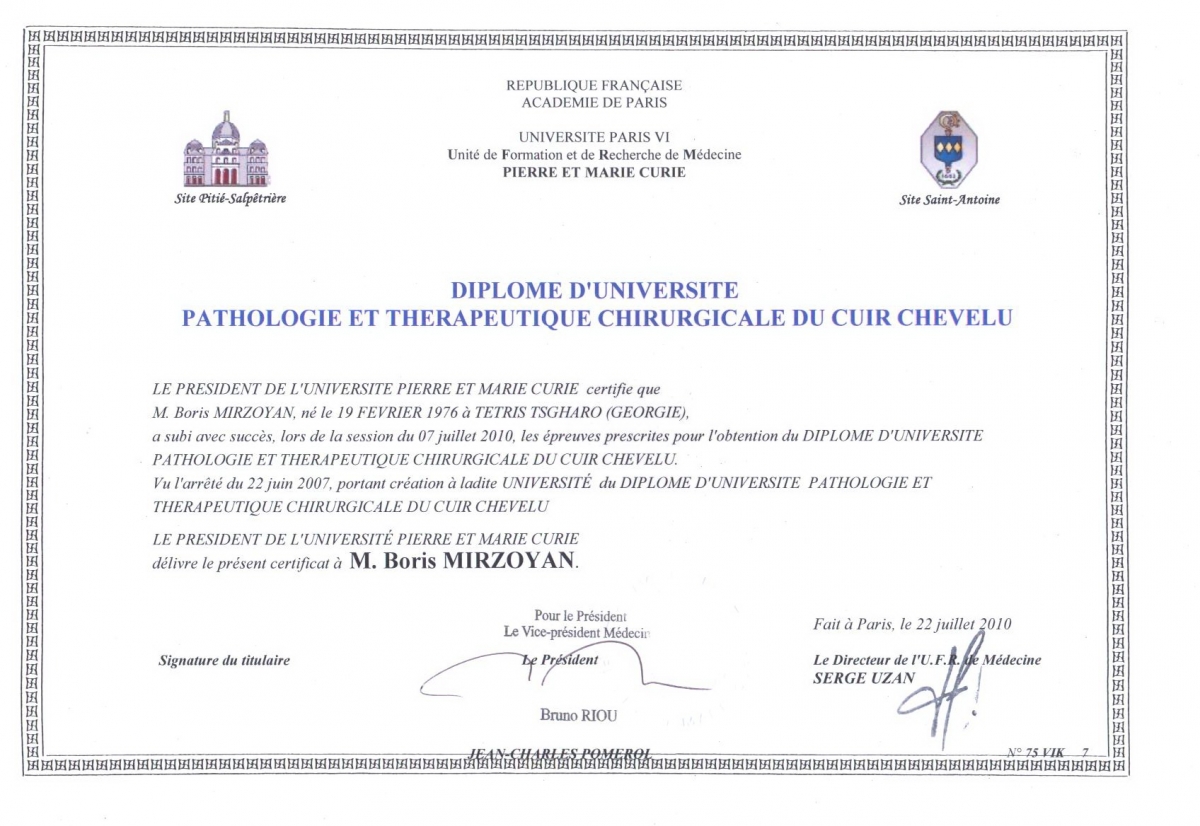 REPUBLIQUE FRANÇAISE
ACADEMIE DE PARIS
UNIVERSITE PARIS VI
Unité de Formation et de Recherche de Médecine
PIERRE ET MARIE CURIE
Site Pitié-Salpêtrière
1682
Site Saint-Antoine
DIPLOME D'UNIVERSITE
PATHOLOGIE ET THERAPEUTIQUE CHIRURGICALE DU CUIR CHEVELU
LE PRESIDENT DE L'UNIVERSITE PIERRE ET MARIE CURIE certifie que
M. Boris MIRZOYAN, né le 19 FEVRIER 1976 à TETRIS TSGHARO (GEORGIE),
a subi avec succès, lors de la session du 07 juillet 2010, les épreuves prescrites pour l'obtention du DIPLOME D'UNIVERSITE
PATHOLOGIE ET THERAPEUTIQUE CHIRURGICALE DU CUIR CHEVELU.
Vu l'arrêté du 22 juin 2007, portant création à ladite UNIVERSITÉ du DIPLOME D'UNIVERSITE PATHOLOGIE ET
THERAPEUTIQUE CHIRURGICALE DU CUIR CHEVELU
LE PRESIDENT DE L'UNIVERSITÉ PIERRE ET MARIE CURIE
délivre le présent certificat à M. Boris MIRZOYAN.
Pour le Président
Le Vice-président Médecin
Fait à Paris, le 22 juillet 2010
Signature du titulaire
Le Président
Le Directeur de l'U.F.R. de Médecine
SERGE UZAN
Bruno RIOU
JEAN-CHARLES POMEROL
N° 75 VIK 7